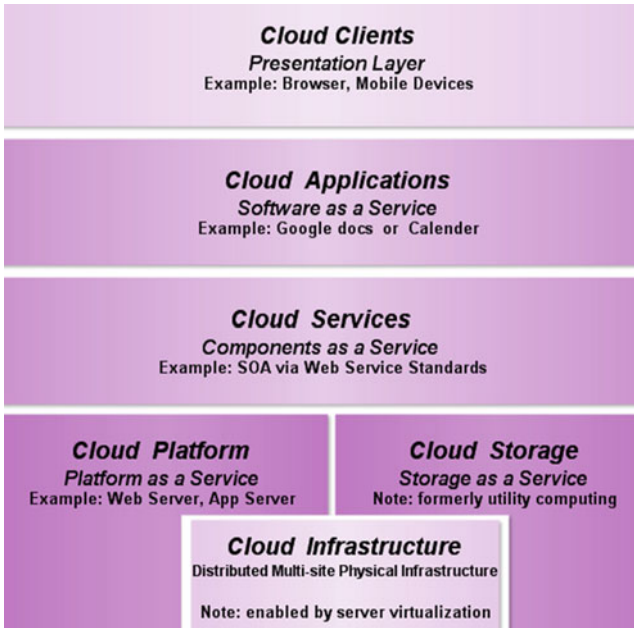 Cloud Clients
Presentation Layer
Example: Browser, Mobile Devices
Cloud Applications
Software as a Service
Example: Google docs or Calender
Cloud Services
Components as a Service
Example: SOA via Web Service Standards
Cloud Platform
Platform as a Service
Example: Web Server, App Server
Cloud Storage
Storage as a Service
Note: formerly utility computing
Cloud Infrastructure
Distributed Multi-site Physical Infrastructure
Note: enabled by server virtualization